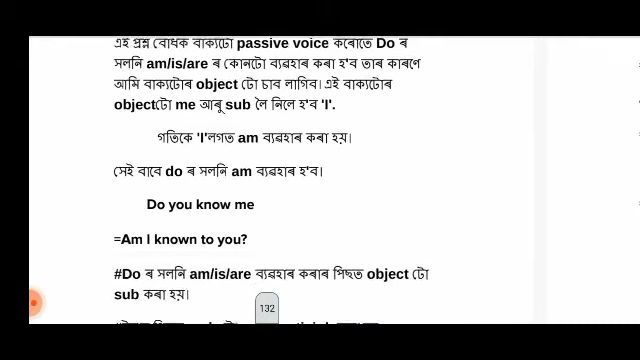 এই প্ৰশ্ন বোধক বাক্যটো passive voice কৰোতে Do ৰ
সলনি am/is/are ৰ কোনটো ব্যৱহাৰ কৰা হ'ব তাৰ কাৰণে
আমি বাক্যটোৰ object টো চাব লাগিব। এই বাক্যটোৰ
objectটো me আৰু sub লৈ নিলে হ'ব 'I'.
গতিকে 'I'লগত am ব্যৱহাৰ কৰা হয়।
সেই বাবে do ৰ সলনি am ব্যৱহাৰ হ'ব।
Do you know me
=Am I known to you?
#Do ৰ সলনি am/is/are ব্যৱহাৰ কৰাৰ পিছত object টো
sub কৰা হয়।
132